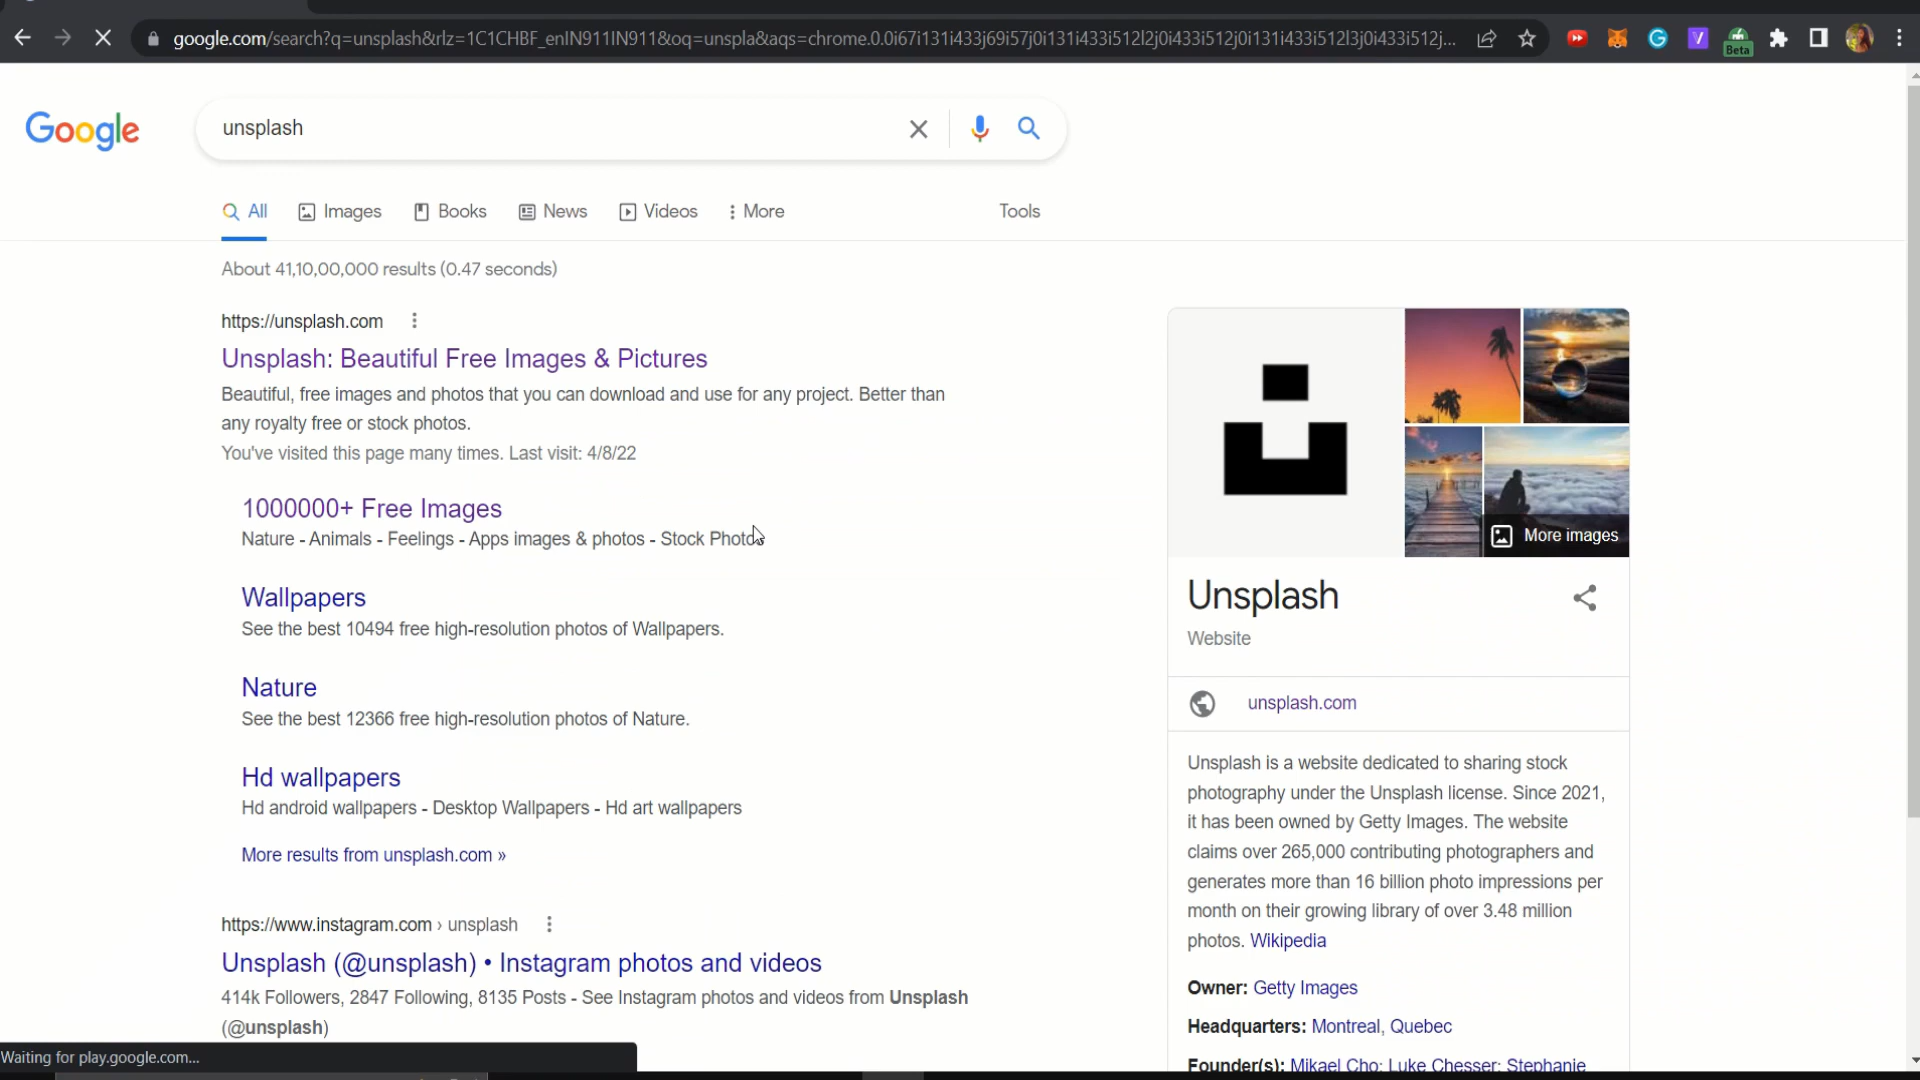 google.com/search?q=unsplash&rlz=1C1CHBF_enIN911IN911&oq=unspla&aqs=chrome.0.0i67i131i433j69i57j0i131i433i512l2j0i433i512j0i131i433i512l3j0i433i512j...
Beta
Google
unsplash
All Images Books News Videos More Tools
About 41,10,00,000 results (0.47 seconds)
https://unsplash.com
Unsplash: Beautiful Free Images & Pictures
Beautiful, free images and photos that you can download and use for any project. Better than
any royalty free or stock photos.
You've visited this page many times. Last visit: 4/8/22
1000000+ Free Images
Nature - Animals - Feelings - Apps images & photos - Stock Photo
Wallpapers
See the best 10494 free high-resolution photos of Wallpapers.
Nature
See the best 12366 free high-resolution photos of Nature.
Hd wallpapers
Hd android wallpapers - Desktop Wallpapers - Hd art wallpapers
More results from unsplash.com »
https://www.instagram.com › unsplash
Unsplash (@unsplash) • Instagram photos and videos
414k Followers, 2847 Following, 8135 Posts - See Instagram photos and videos from Unsplash
(@unsplash)
Waiting for play.google.com...
More images
Unsplash
Website
unsplash.com
Unsplash is a website dedicated to sharing stock
photography under the Unsplash license. Since 2021,
it has been owned by Getty Images. The website
claims over 265,000 contributing photographers and
generates more than 16 billion photo impressions per
month on their growing library of over 3.48 million
photos. Wikipedia
Owner: Getty Images
Headquarters: Montreal, Quebec
Founder(s): Mikael Cho; Luke Chesser; Stephanie